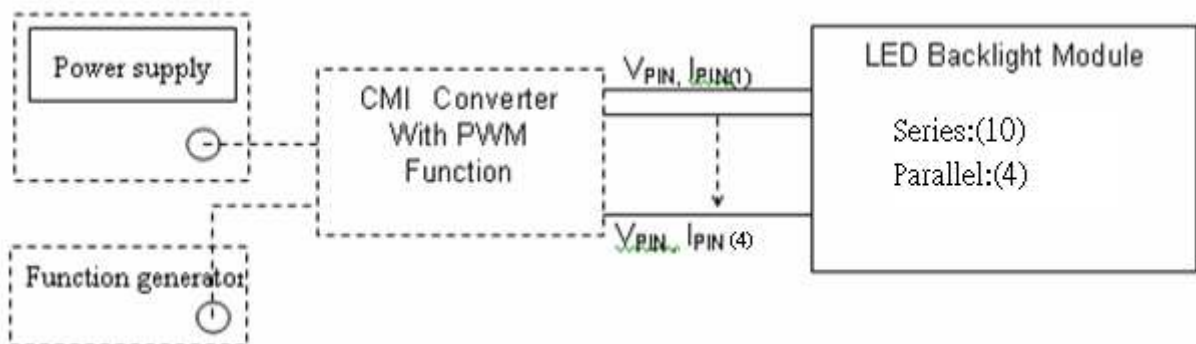 Power supply
CMI Converter
With PWM
Function
VPIN, IPIN(1)
VPIN, IPIN (4)
LED Backlight Module
Series:(10)
Parallel:(4)
Function generator